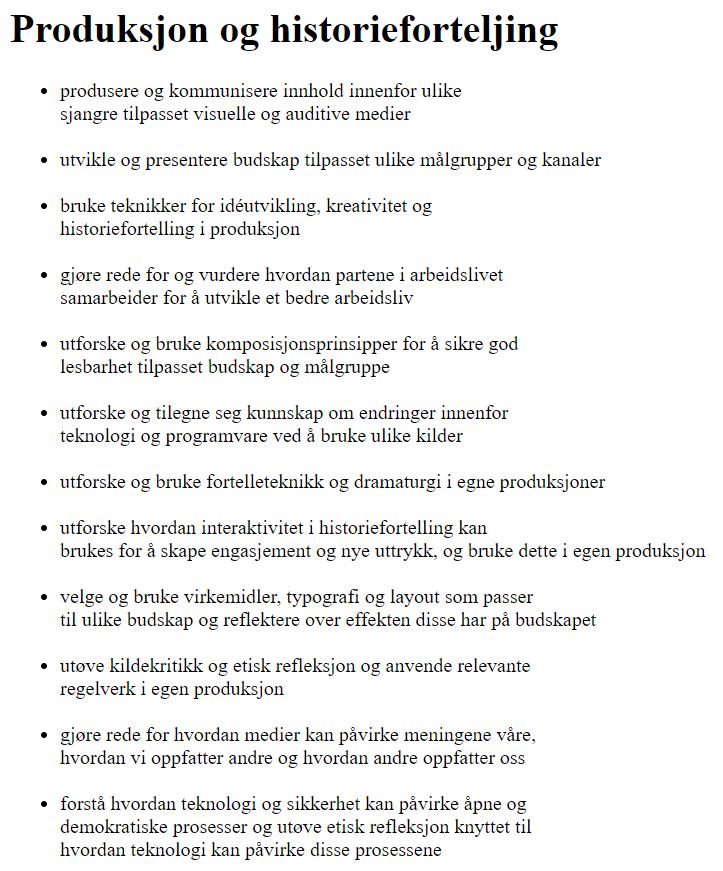 Produksjon og historieforteljing
• produsere og kommunisere innhold innenfor ulike
sjangre tilpasset visuelle og auditive medier
• utvikle og presentere budskap tilpasset ulike målgrupper og kanaler
• bruke teknikker for idéutvikling, kreativitet og
historiefortelling i produksjon
• gjøre rede for og vurdere hvordan partene i arbeidslivet
samarbeider for å utvikle et bedre arbeidsliv
• utforske og bruke komposisjonsprinsipper for å sikre god
lesbarhet tilpasset budskap og målgruppe
• utforske og tilegne seg kunnskap om endringer innenfor
teknologi og programvare ved å bruke ulike kilder
• utforske og bruke fortelleteknikk og dramaturgi i egne produksjoner
• utforske hvordan interaktivitet i historiefortelling kan
brukes for å skape engasjement og nye uttrykk, og bruke dette i egen produksjon
• velge og bruke virkemidler, typografi og layout som passer
til ulike budskap og reflektere over effekten disse har på budskapet
• utøve kildekritikk og etisk refleksjon og anvende relevante
regelverk i egen produksjon
• gjøre rede for hvordan medier kan påvirke meningene våre,
hvordan vi oppfatter andre og hvordan andre oppfatter oss
• forstå hvordan teknologi og sikkerhet kan påvirke åpne og
demokratiske prosesser og utøve etisk refleksjon knyttet til
hvordan teknologi kan påvirke disse prosessene